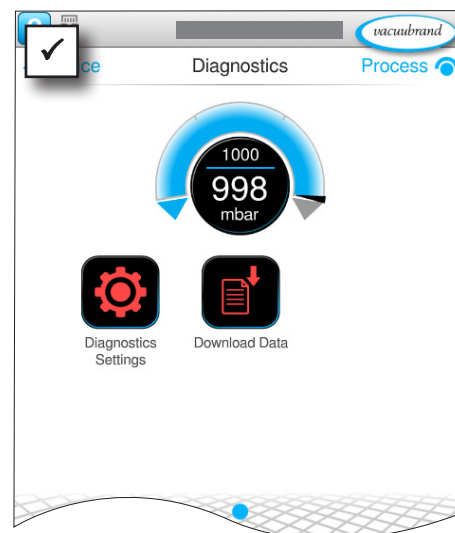 vacuubrand
ce
Diagnostics
Process
1000
998
mbar
Diagnostics
Settings
Download Data